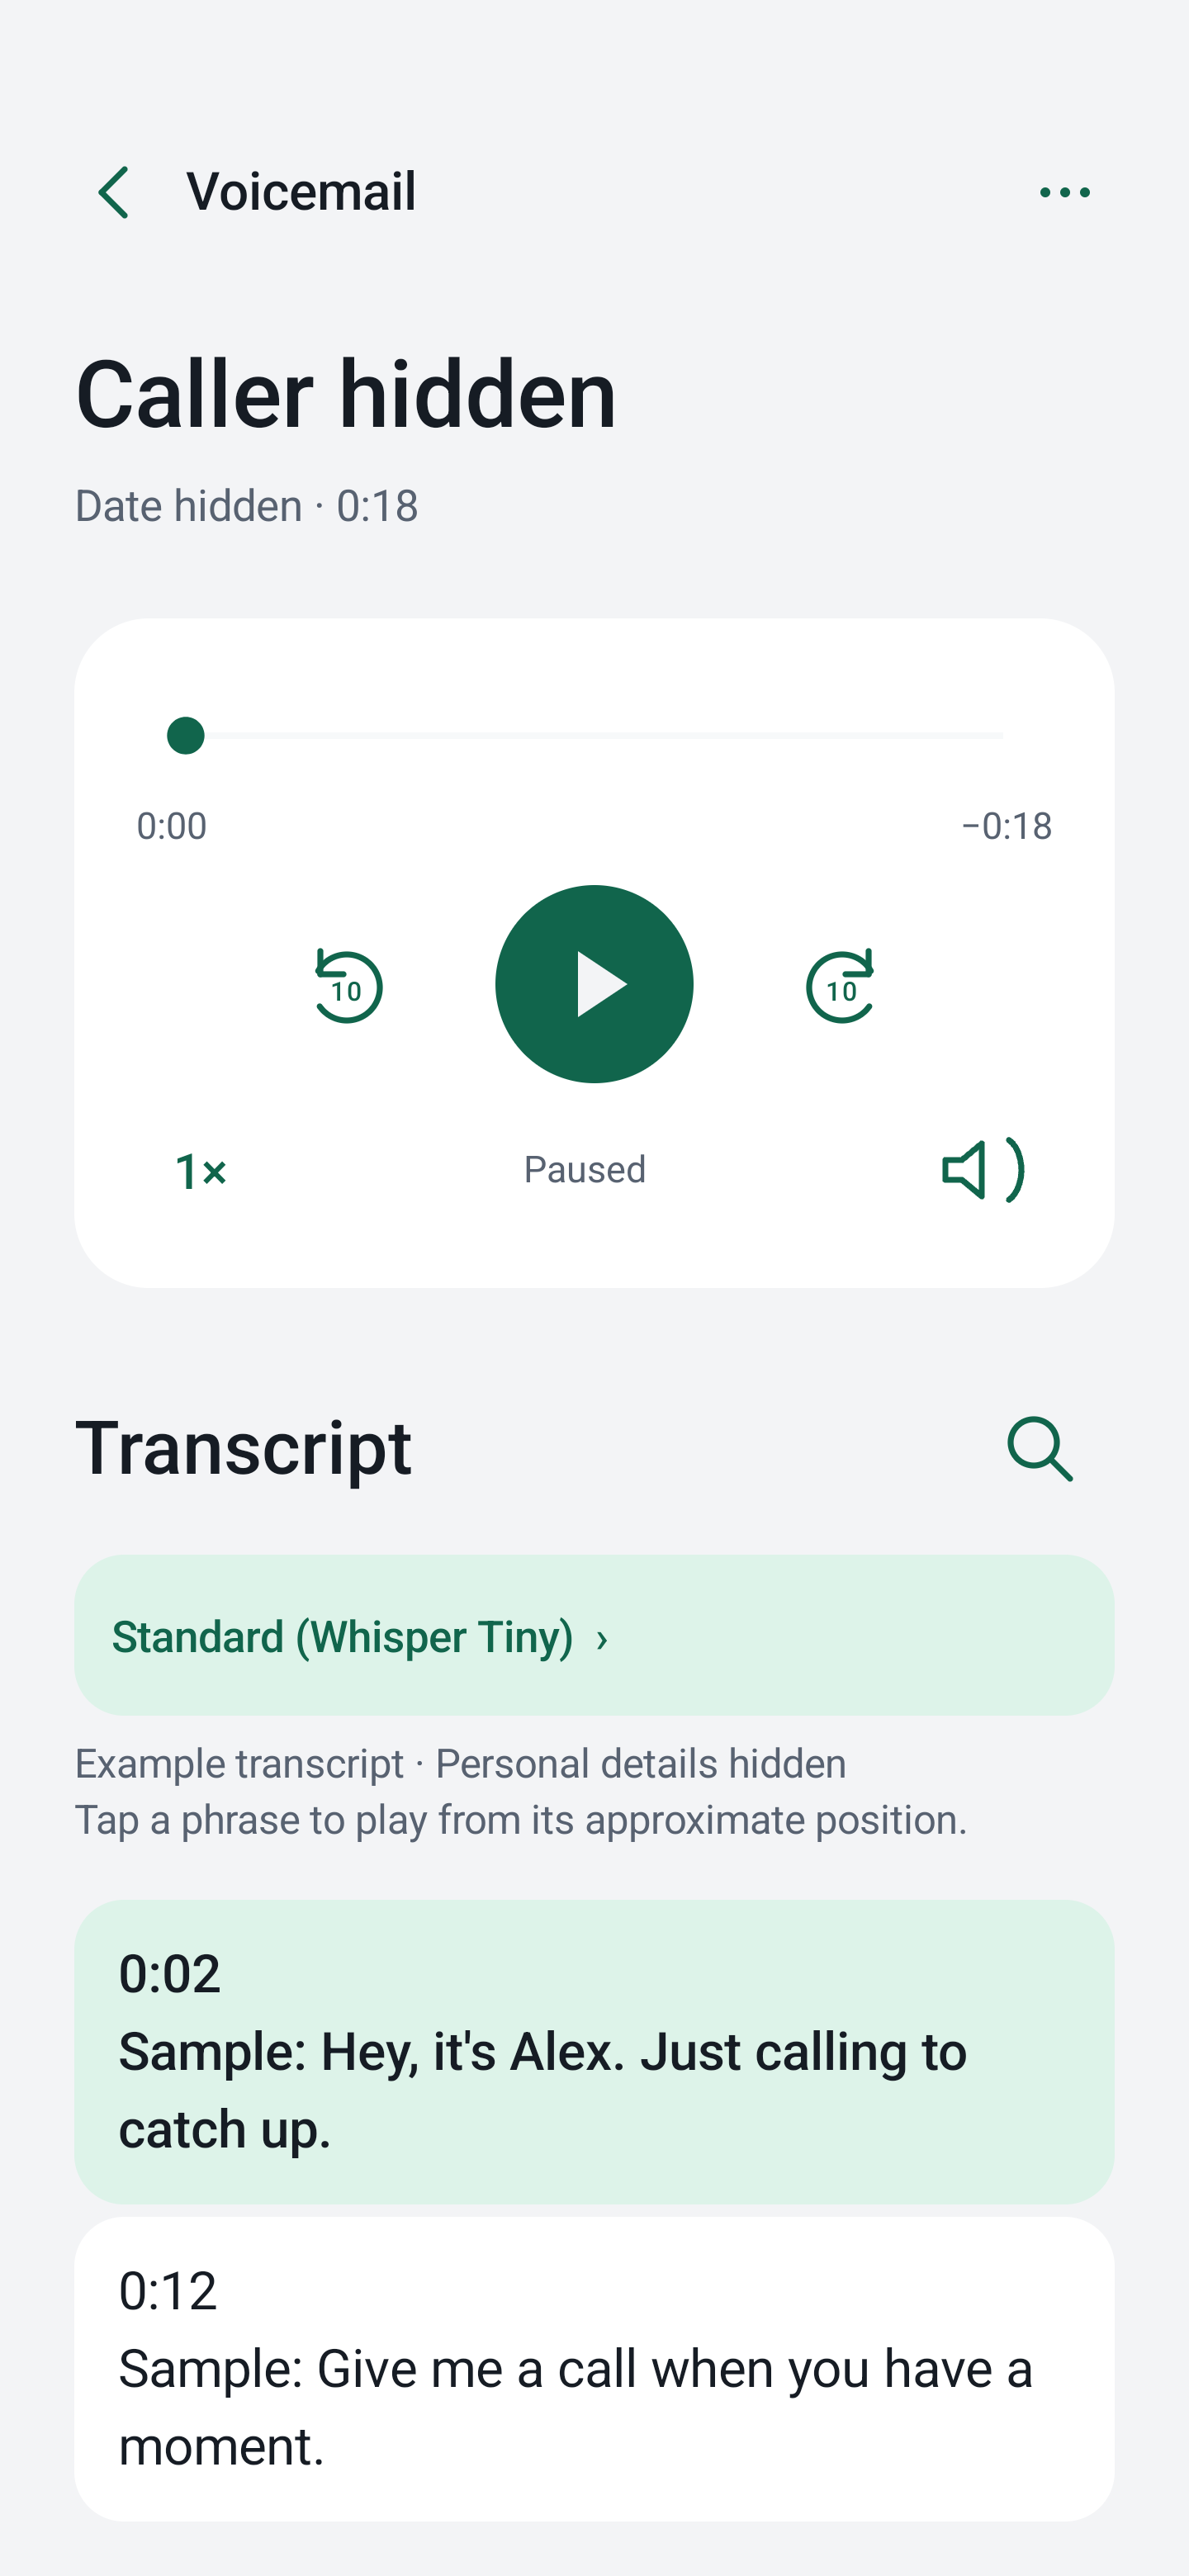 Voicemail
Caller hidden
Date hidden · 0:18
0:00
−0:18
10
10
1×
Paused
Transcript
Standard (Whisper Tiny) ›
Example transcript · Personal details hidden
Tap a phrase to play from its approximate position.
0:02
Sample: Hey, it's Alex. Just calling to
catch up.
0:12
Sample: Give me a call when you have a
moment.